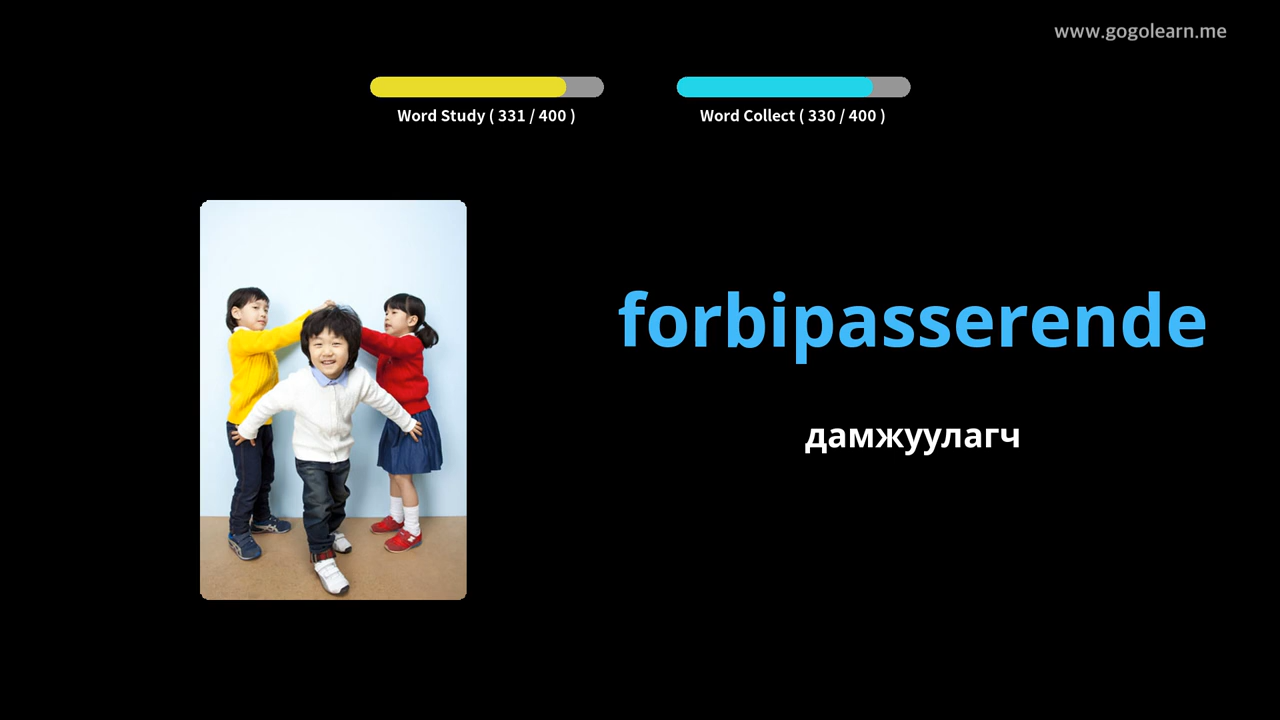 www.gogolearn.me
Word Study ( 331 / 400 )
Word Collect ( 330 / 400 )
forbipasserende
дамжуулагч